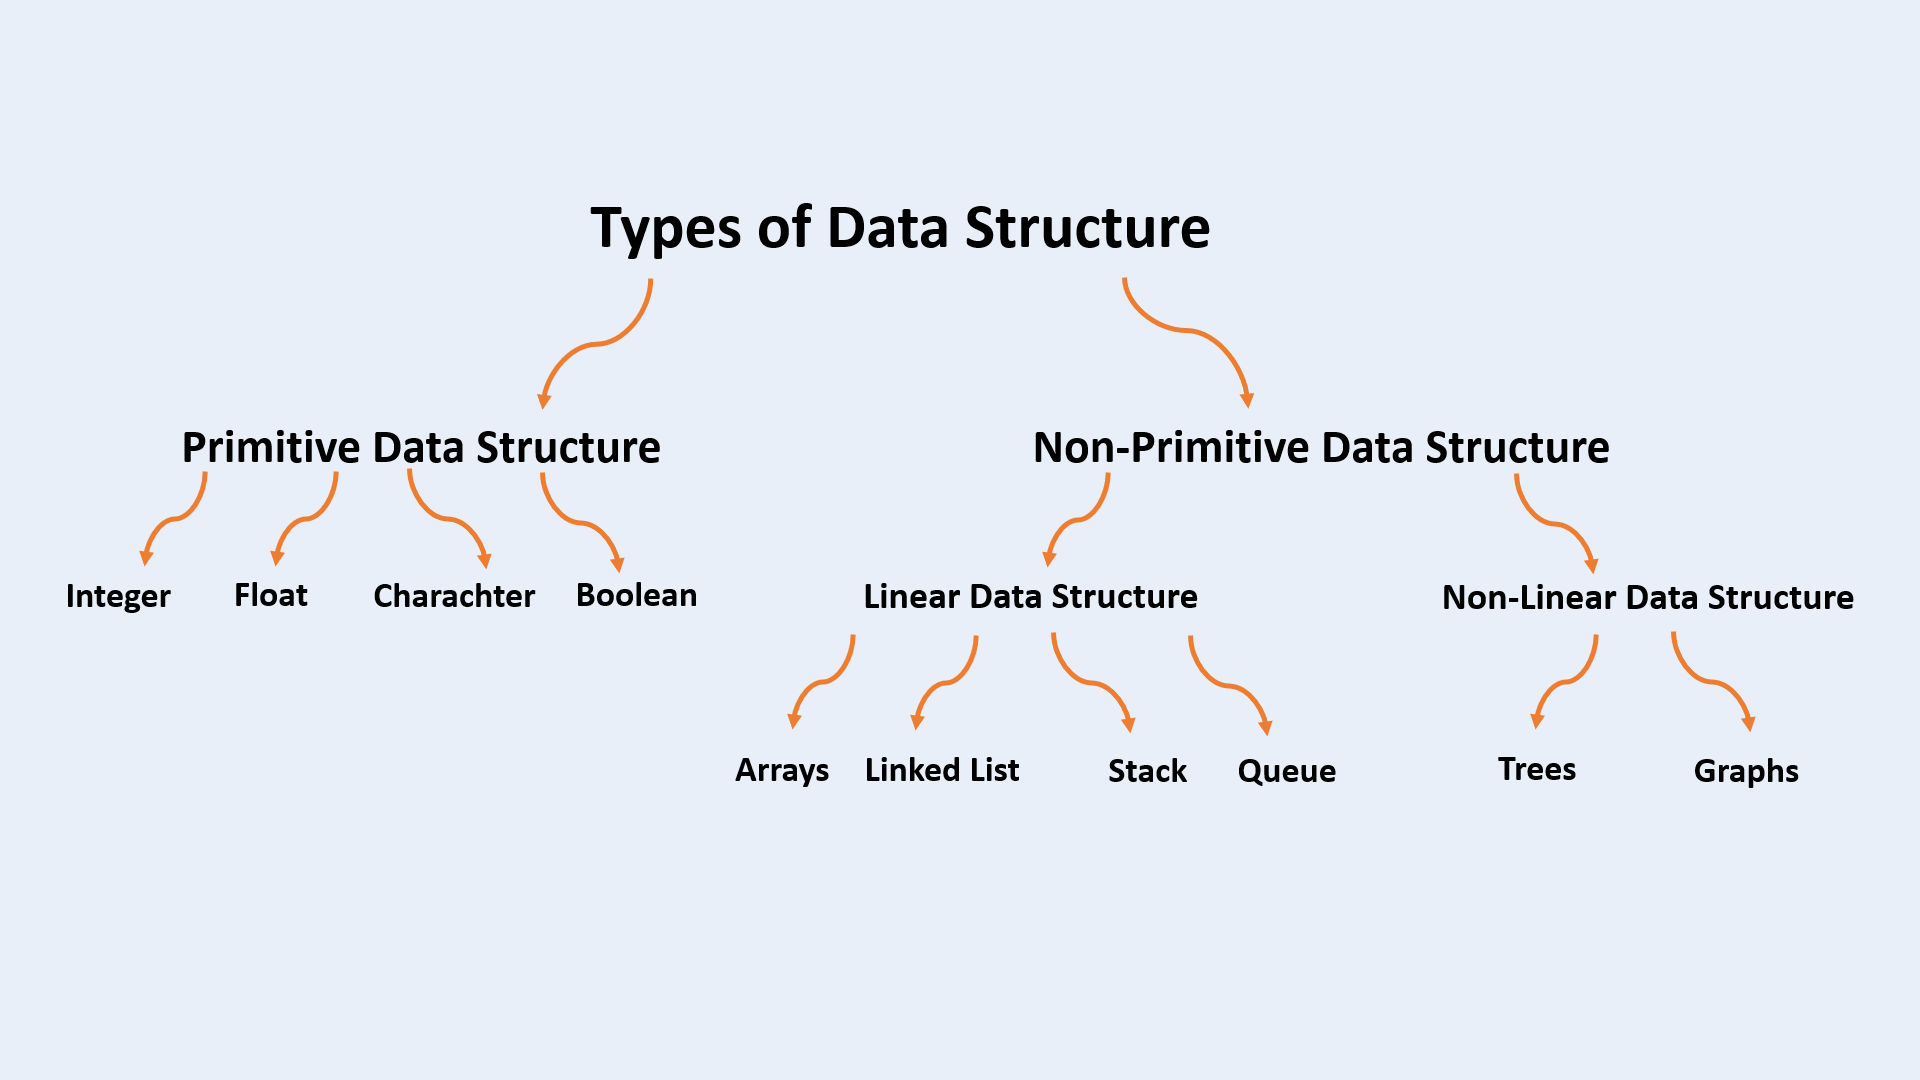 Types of Data Structure
Primitive Data Structure
Non-Primitive Data Structure
Integer
Float
Charachter
Boolean
Linear Data Structure
Non-Linear Data Structure
Arrays
Linked List
Stack
Queue
Trees
Graphs